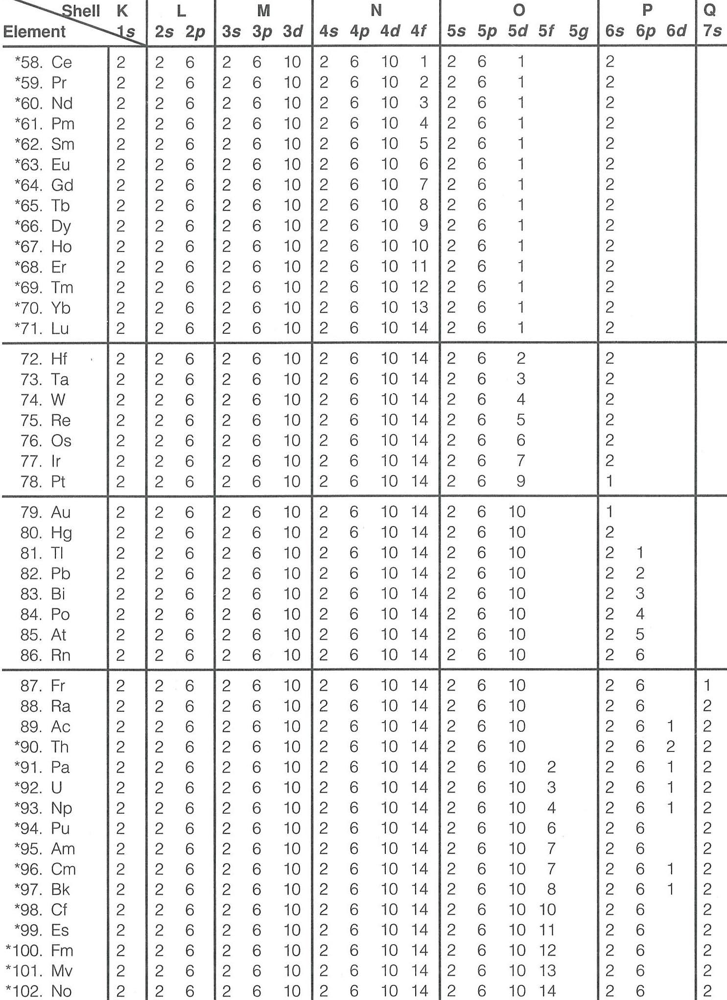 Shell K L M N O P Q
Element 1s 2s 2p 3s 3p 3d 4s 4p 4d 4f 5s 5p 5d 5f 5g 6s 6p 6d 7s
*58. Ce 2 2 6 2 6 10 2 6 10 1 2 6 1 2
*59. Pr 2 2 6 2 6 10 2 6 10 2 2 6 1 2
*60. Nd 2 2 6 2 6 10 2 6 10 3 2 6 1 2
*61. Pm 2 2 6 2 6 10 2 6 10 4 2 6 1 2
*62. Sm 2 2 6 2 6 10 2 6 10 5 2 6 1 2
*63. Eu 2 2 6 2 6 10 2 6 10 6 2 6 1 2
*64. Gd 2 2 6 2 6 10 2 6 10 7 2 6 1 2
*65. Tb 2 2 6 2 6 10 2 6 10 8 2 6 1 2
*66. Dy 2 2 6 2 6 10 2 6 10 9 2 6 1 2
*67. Ho 2 2 6 2 6 10 2 6 10 10 2 6 1 2
*68. Er 2 2 6 2 6 10 2 6 10 11 2 6 1 2
*69. Tm 2 2 6 2 6 10 2 6 10 12 2 6 1 2
*70. Yb 2 2 6 2 6 10 2 6 10 13 2 6 1 2
*71. Lu 2 2 6 2 6 10 2 6 10 14 2 6 1 2
72. Hf 2 2 6 2 6 10 2 6 10 14 2 6 2 2
73. Ta 2 2 6 2 6 10 2 6 10 14 2 6 3 2
74. W 2 2 6 2 6 10 2 6 10 14 2 6 4 2
75. Re 2 2 6 2 6 10 2 6 10 14 2 6 5 2
76. Os 2 2 6 2 6 10 2 6 10 14 2 6 6 2
77. Ir 2 2 6 2 6 10 2 6 10 14 2 6 7 2
78. Pt 2 2 6 2 6 10 2 6 10 14 2 6 9 1
79. Au 2 2 6 2 6 10 2 6 10 14 2 6 10 1
80. Hg 2 2 6 2 6 10 2 6 10 14 2 6 10 2
81. Tl 2 2 6 2 6 10 2 6 10 14 2 6 10 2 1
82. Pb 2 2 6 2 6 10 2 6 10 14 2 6 10 2 2
83. Bi 2 2 6 2 6 10 2 6 10 14 2 6 10 2 3
84. Po 2 2 6 2 6 10 2 6 10 14 2 6 10 2 4
85. At 2 2 6 2 6 10 2 6 10 14 2 6 10 2 5
86. Rn 2 2 6 2 6 10 2 6 10 14 2 6 10 2 6
87. Fr 2 2 6 2 6 10 2 6 10 14 2 6 10 2 6 1
88. Ra 2 2 6 2 6 10 2 6 10 14 2 6 10 2 6 2
89. Ac 2 2 6 2 6 10 2 6 10 14 2 6 10 2 6 1 2
*90. Th 2 2 6 2 6 10 2 6 10 14 2 6 10 2 6 2 2
*91. Pa 2 2 6 2 6 10 2 6 10 14 2 6 10 2 2 6 1 2
*92. U 2 2 6 2 6 10 2 6 10 14 2 6 10 3 2 6 1 2
*93. Np 2 2 6 2 6 10 2 6 10 14 2 6 10 4 2 6 1 2
*94. Pu 2 2 6 2 6 10 2 6 10 14 2 6 10 6 2 6 2
*95. Am 2 2 6 2 6 10 2 6 10 14 2 6 10 7 2 6 2
*96. Cm 2 2 6 2 6 10 2 6 10 14 2 6 10 7 2 6 1 2
*97. Bk 2 2 6 2 6 10 2 6 10 14 2 6 10 8 2 6 1 2
*98. Cf 2 2 6 2 6 10 2 6 10 14 2 6 10 10 2 6 2
*99. Es 2 2 6 2 6 10 2 6 10 14 2 6 10 11 2 6 2
*100. Fm 2 2 6 2 6 10 2 6 10 14 2 6 10 12 2 6 2
*101. Mv 2 2 6 2 6 10 2 6 10 14 2 6 10 13 2 6 2
*102. No 2 2 6 2 6 10 2 6 10 14 2 6 10 14 2 6 2